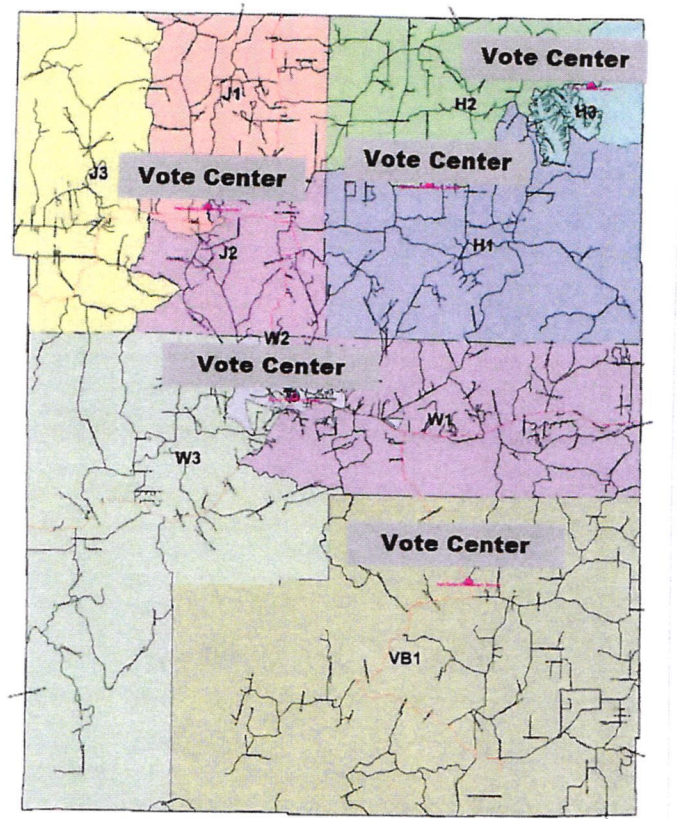 Vote Center
J1
H2
H3
Vote Center
J3
Vote Center
J2
H1
W2
Vote Center
W1
W3
Vote Center
VB1